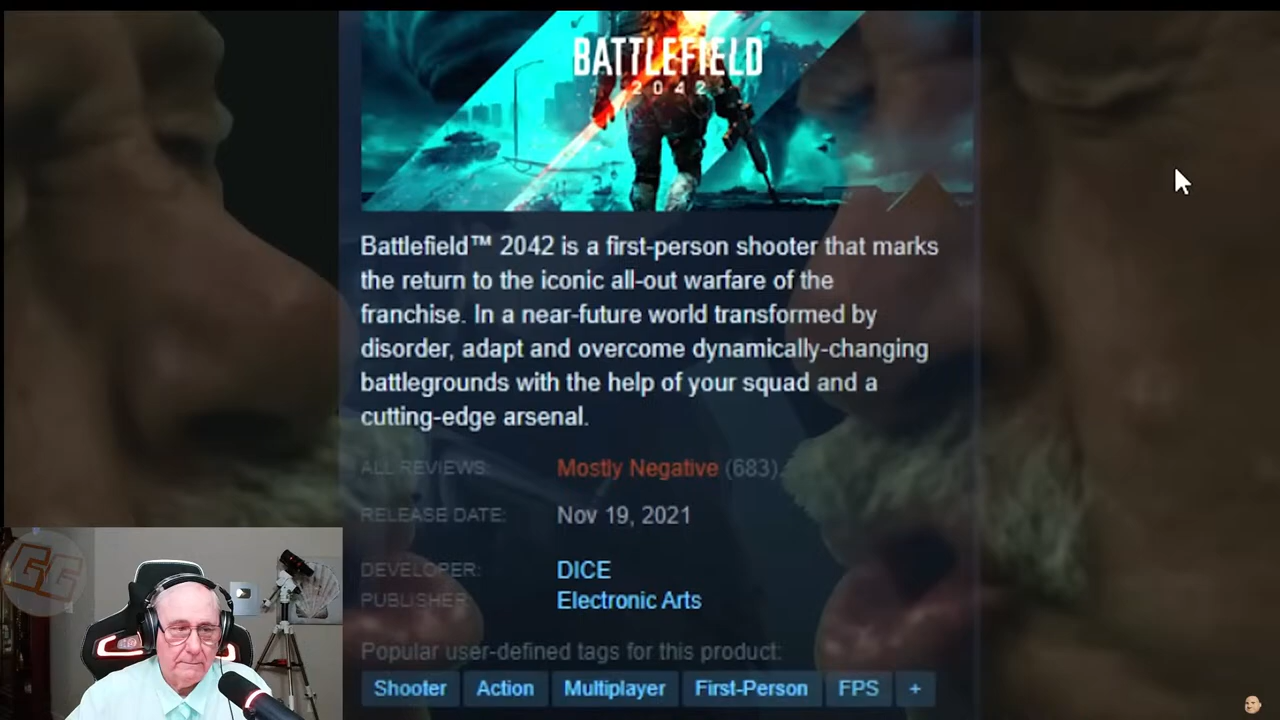 BATTLEFIELD
2042
Battlefield™ 2042 is a first-person shooter that marks
the return to the iconic all-out warfare of the
franchise. In a near-future world transformed by
disorder, adapt and overcome dynamically-changing
battlegrounds with the help of your squad and a
cutting-edge arsenal.
ALL REVIEWS: Mostly Negative (683)
RELEASE DATE: Nov 19, 2021
DEVELOPER: DICE
PUBLISHER: Electronic Arts
Popular user-defined tags for this product:
Shooter Action Multiplayer First-Person FPS +
GG